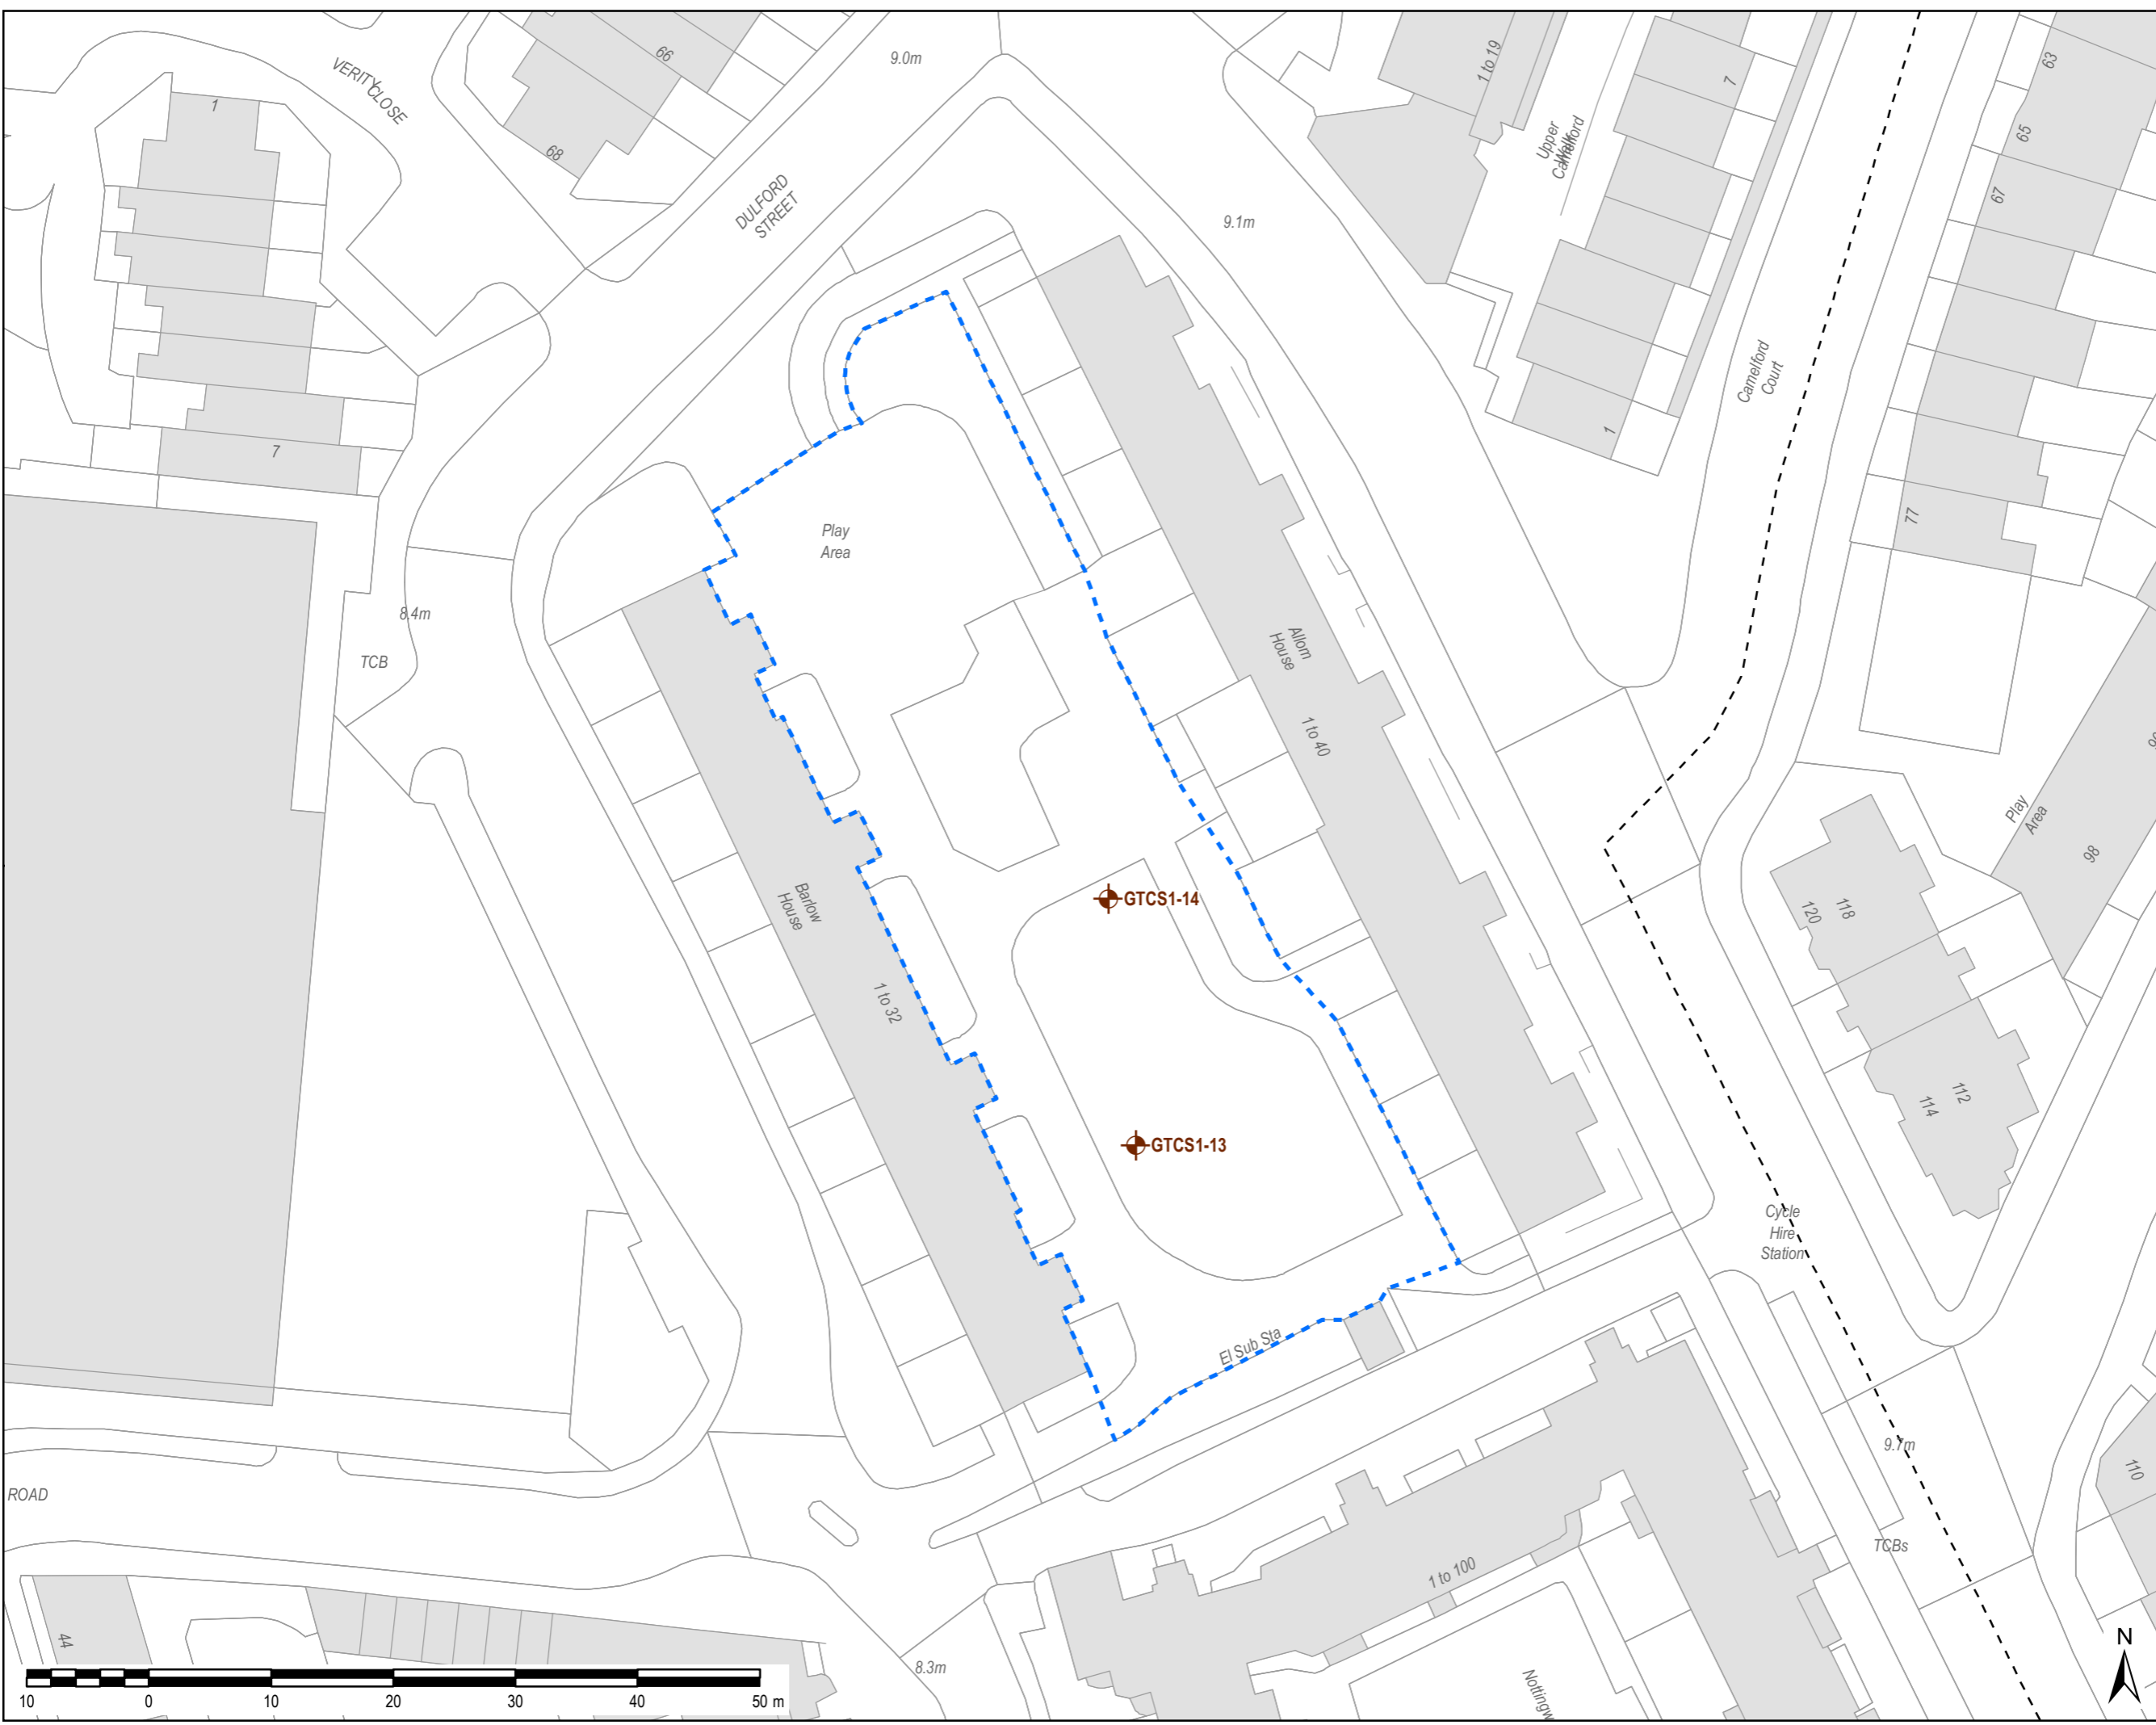 66
9.0m
1 to 19
63
VERITY CLOSE
1
7
65
68
Upper
Camelford
Walk
67
DULFORD
STREET
9.1m
Camelford
Court
1
7
77
Play
Area
8.4m
TCB
Allom
House
1 to 40
Play
Area
98
Barlow
House
GTCS1-14
120
118
1 to 32
114
112
GTCS1-13
Cycle
Hire
Station
El Sub Sta
9.7m
110
ROAD
TCBs
1 to 100
44
8.3m
N
10 0 10 20 30 40 50 m